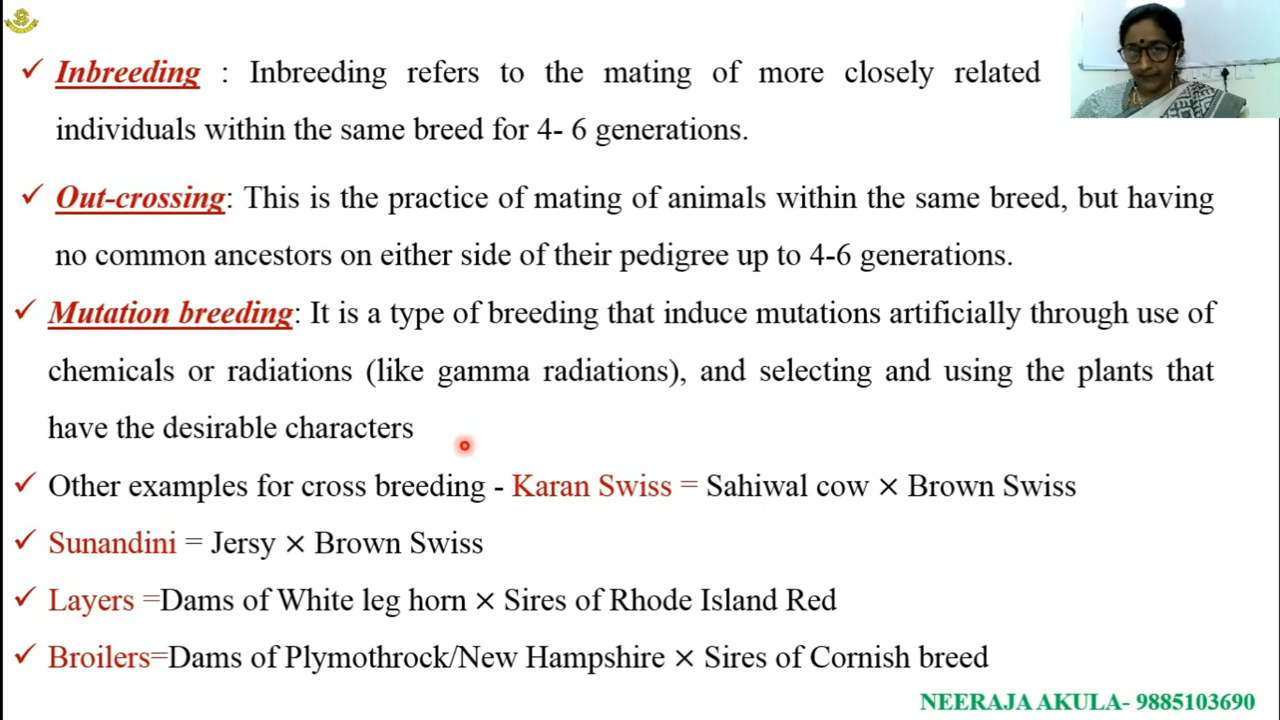 ✓ Inbreeding : Inbreeding refers to the mating of more closely related
individuals within the same breed for 4- 6 generations.
✓ Out-crossing: This is the practice of mating of animals within the same breed, but having
no common ancestors on either side of their pedigree up to 4-6 generations.
✓ Mutation breeding: It is a type of breeding that induce mutations artificially through use of
chemicals or radiations (like gamma radiations), and selecting and using the plants that
have the desirable characters
✓ Other examples for cross breeding - Karan Swiss = Sahiwal cow × Brown Swiss
✓ Sunandini = Jersy × Brown Swiss
✓ Layers =Dams of White leg horn × Sires of Rhode Island Red
✓ Broilers=Dams of Plymothrock/New Hampshire × Sires of Cornish breed
NEERAJA AKULA- 9885103690